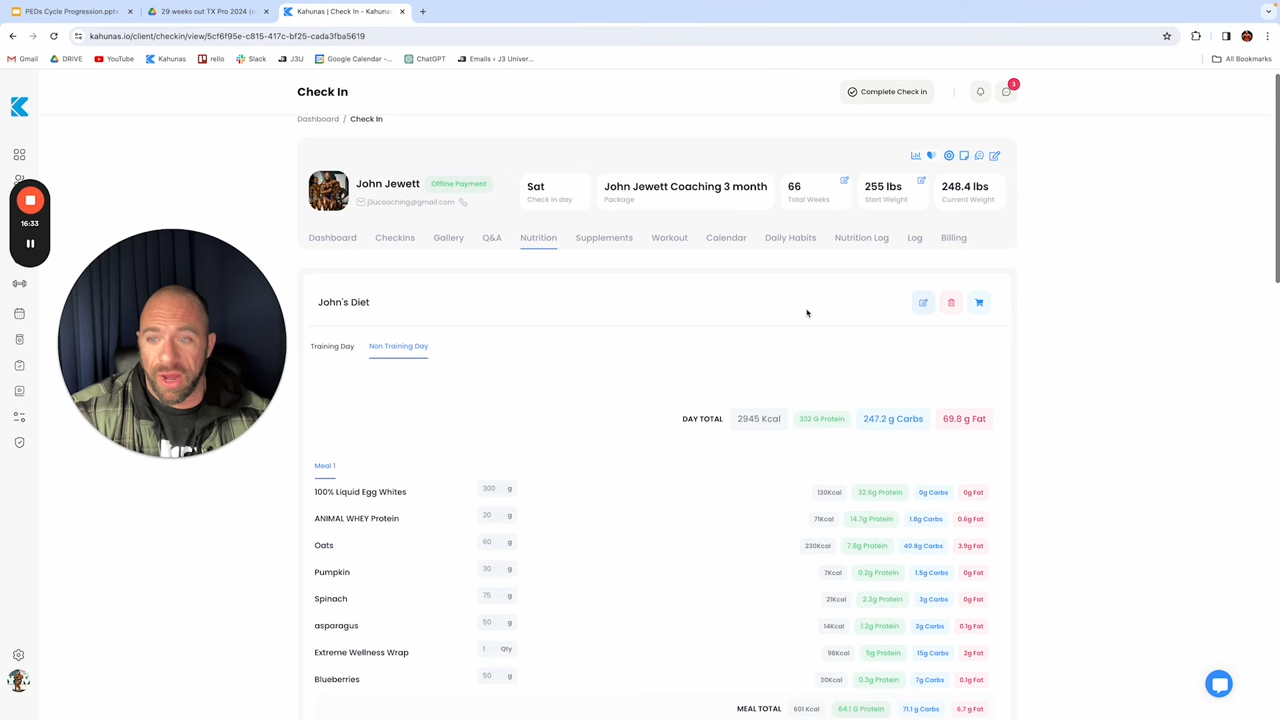 PEDs Cycle Progression.pptx
29 weeks out TX Pro 2024 (o
Kahunas | Check In - Kahuna
kahunas.io/client/checkin/view/5cf6f95e-c815-417c-bf25-cada3fba5619
Gmail DRIVE YouTube Kahunas rello Slack J3U Google Calendar -... ChatGPT Emails ‹ J3 Univer... All Bookmarks
Check In
Complete Check in
3
Dashboard / Check In
John Jewett Offline Payment
j3ucoaching@gmail.com
Sat
Check in day
John Jewett Coaching 3 month
Package
66
Total Weeks
255 lbs
Start Weight
248.4 lbs
Current Weight
16:33
Dashboard Checkins Gallery Q&A Nutrition Supplements Workout Calendar Daily Habits Nutrition Log Log Billing
John's Diet
Training Day Non Training Day
DAY TOTAL 2945 Kcal 332 G Protein 247.2 g Carbs 69.8 g Fat
Meal 1
100% Liquid Egg Whites 300 g 130Kcal 32.6g Protein 0g Carbs 0g Fat
ANIMAL WHEY Protein 20 g 71Kcal 14.7g Protein 1.8g Carbs 0.6g Fat
Oats 60 g 230Kcal 7.8g Protein 40.8g Carbs 3.9g Fat
Pumpkin 30 g 7Kcal 0.2g Protein 1.5g Carbs 0g Fat
Spinach 75 g 21Kcal 2.3g Protein 3g Carbs 0g Fat
asparagus 50 g 14Kcal 1.2g Protein 2g Carbs 0.1g Fat
Extreme Wellness Wrap 1 Qty 98Kcal 5g Protein 15g Carbs 2g Fat
Blueberries 50 g 30Kcal 0.3g Protein 7g Carbs 0.1g Fat
MEAL TOTAL 601 Kcal 64.1 G Protein 71.1 g Carbs 6.7 g Fat